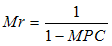 Mr = 1 / (1 − MPC)